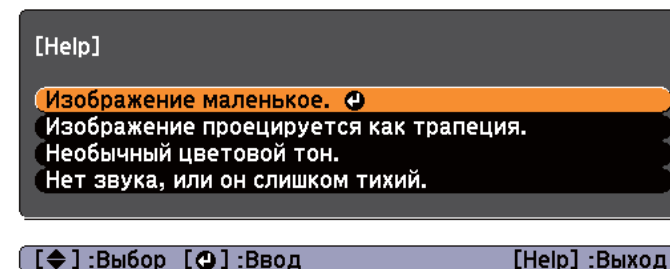 [Help]
Изображение маленькое.
Изображение проецируется как трапеция.
Необычный цветовой тон.
Нет звука, или он слишком тихий.
[◆] :Выбор [⏎] :Ввод [Help] :Выход